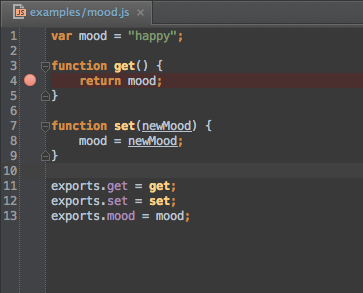 JS examples/mood.js ×
1 var mood = "happy";
2
3 function get() {
4     return mood;
5 }
6
7 function set(newMood) {
8     mood = newMood;
9 }
10
11 exports.get = get;
12 exports.set = set;
13 exports.mood = mood;